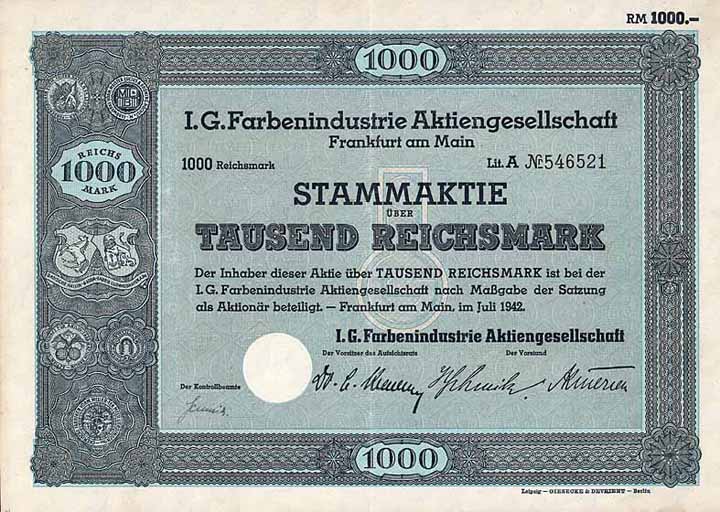 RM 1000.–
1000
I.G. Farbenindustrie Aktiengesellschaft
Frankfurt am Main
1000 Reichsmark
Lit. A № 546521
REICHS
1000
MARK
STAMMAKTIE
ÜBER
TAUSEND REICHSMARK
Der Inhaber dieser Aktie über TAUSEND REICHSMARK ist bei der
I.G. Farbenindustrie Aktiengesellschaft nach Maßgabe der Satzung
als Aktionär beteiligt. — Frankfurt am Main, im Juli 1942.
I.G. Farbenindustrie Aktiengesellschaft
Der Vorsitzer des Aufsichtsrats
Der Vorstand
Der Kontrollbeamte
1000
Leipzig — GIESECKE & DEVRIENT — Berlin